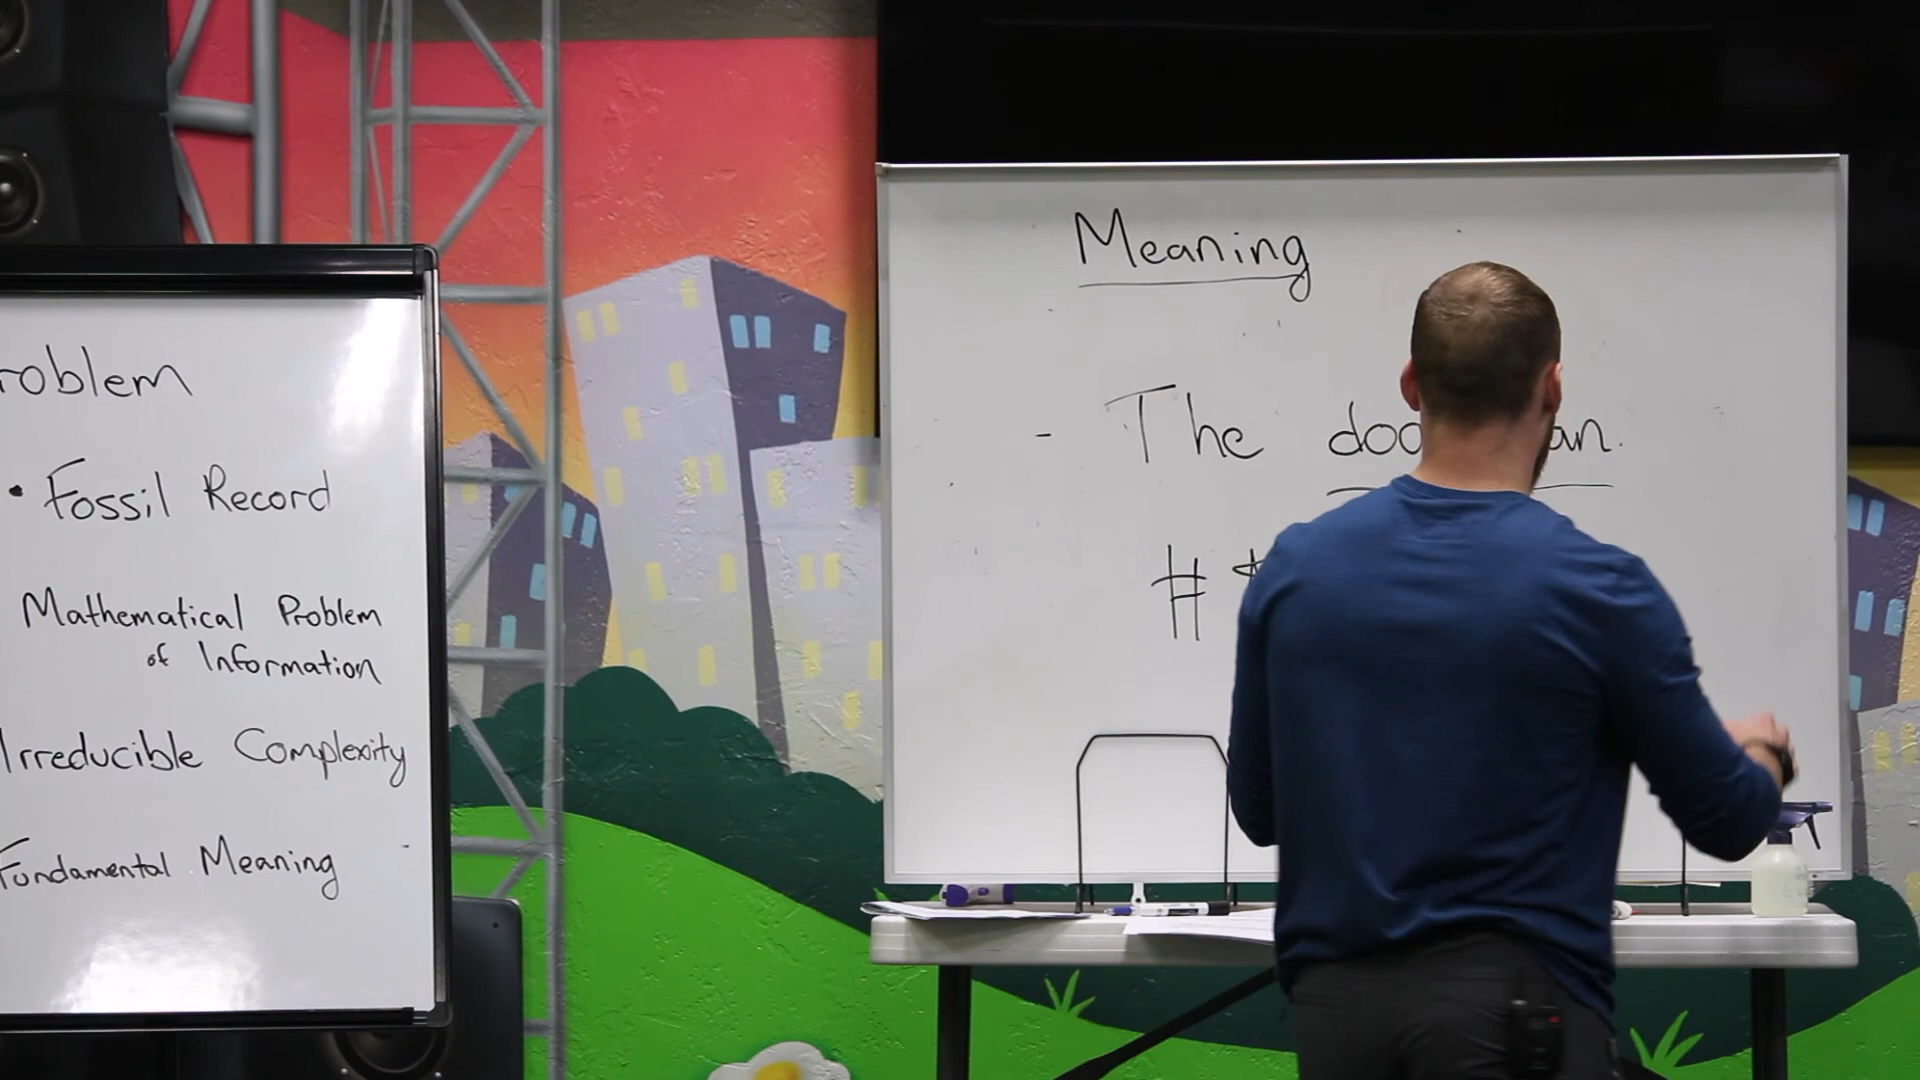 roblem
• Fossil Record
Mathematical Problem
of Information
Irreducible Complexity
Fundamental Meaning
Meaning
- The
#